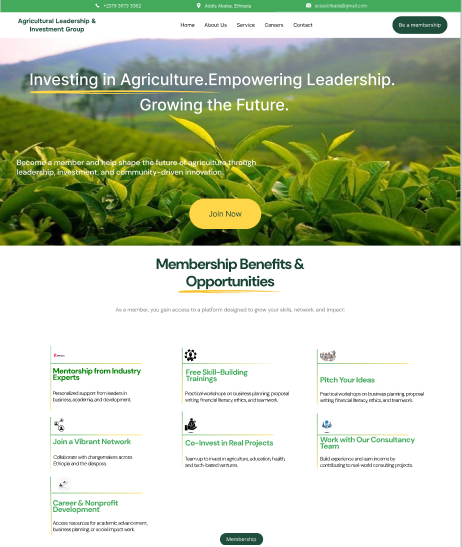 Addis Ababa, Ethiopia
Agricultural Leadership &
Investment Group
Home About Us Service Careers Contact
Be a membership
Investing in Agriculture.Empowering Leadership.
Growing the Future.
Become a member and help shape the future of agriculture through
leadership, investment, and community-driven innovation.
Join Now
Membership Benefits &
Opportunities
As a member, you gain access to a platform designed to grow your skills, network, and impact:
Mentorship from Industry
Experts
Personalized support from leaders in
business, academia, and development.
Free Skill-Building
Trainings
Practical workshops on business planning, proposal
writing, financial literacy, ethics, and teamwork.
Pitch Your Ideas
Practical workshops on business planning, proposal
writing, financial literacy, ethics, and teamwork.
Join a Vibrant Network
Collaborate with changemakers across
Ethiopia and the diaspora.
Co-Invest in Real Projects
Team up to invest in agriculture, education, health,
and tech-based ventures.
Work with Our Consultancy
Team
Build experience and earn income by
contributing to real-world consulting projects.
Career & Nonprofit
Development
Access resources for academic advancement,
business planning, or social impact work.
Membership